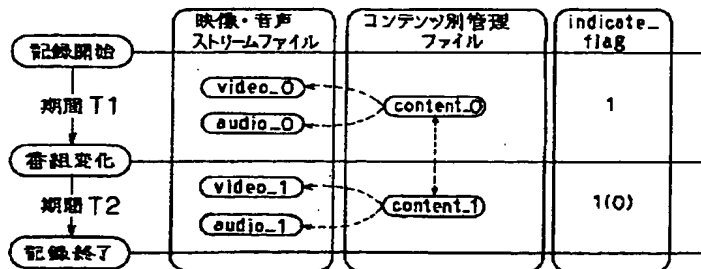 映像・音声
ストリームファイル
コンテンツ別管理
ファイル
indicate_
flag
記録開始
期間T1
video_0
audio_0
content_0
1
番組変化
期間T2
video_1
audio_1
content_1
1(0)
記録終了